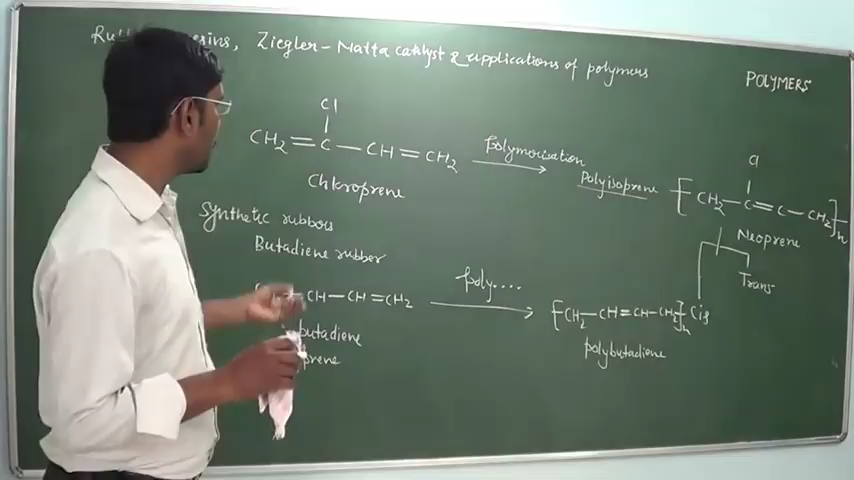 Ziegler-Natta catalyst & applications of polymers
POLYMERS
Cl
CH2 = C - CH = CH2
Chloroprene
polymerisation
Polyisoprene
Cl
[CH2 - C = C - CH2]n
Neoprene
Synthetic rubbers
Butadiene rubber
CH - CH = CH2
poly....
[CH2 - CH = CH - CH2]n
polybutadiene
Cis
Trans
butadiene
prene